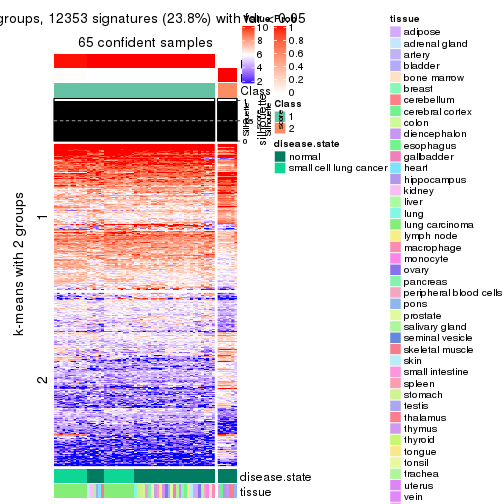 groups, 12353 signatures (23.8%) with fdr < 0.05
65 confident samples
Value
10
8
6
4
2
Prob
1
0.8
0.6
0.4
0.2
0
Class
Class
1
2
1
0
silhouette
disease.state
normal
small cell lung cancer
k-means with 2 groups
1
2
disease.state
tissue
tissue
adipose
adrenal gland
artery
bladder
bone marrow
breast
cerebellum
cerebral cortex
colon
diencephalon
esophagus
galbladder
heart
hippocampus
kidney
liver
lung
lung carcinoma
lymph node
macrophage
monocyte
ovary
pancreas
peripheral blood cells
pons
prostate
salivary gland
seminal vesicle
skeletal muscle
skin
small intestine
spleen
stomach
testis
thalamus
thymus
thyroid
tongue
tonsil
trachea
uterus
vein